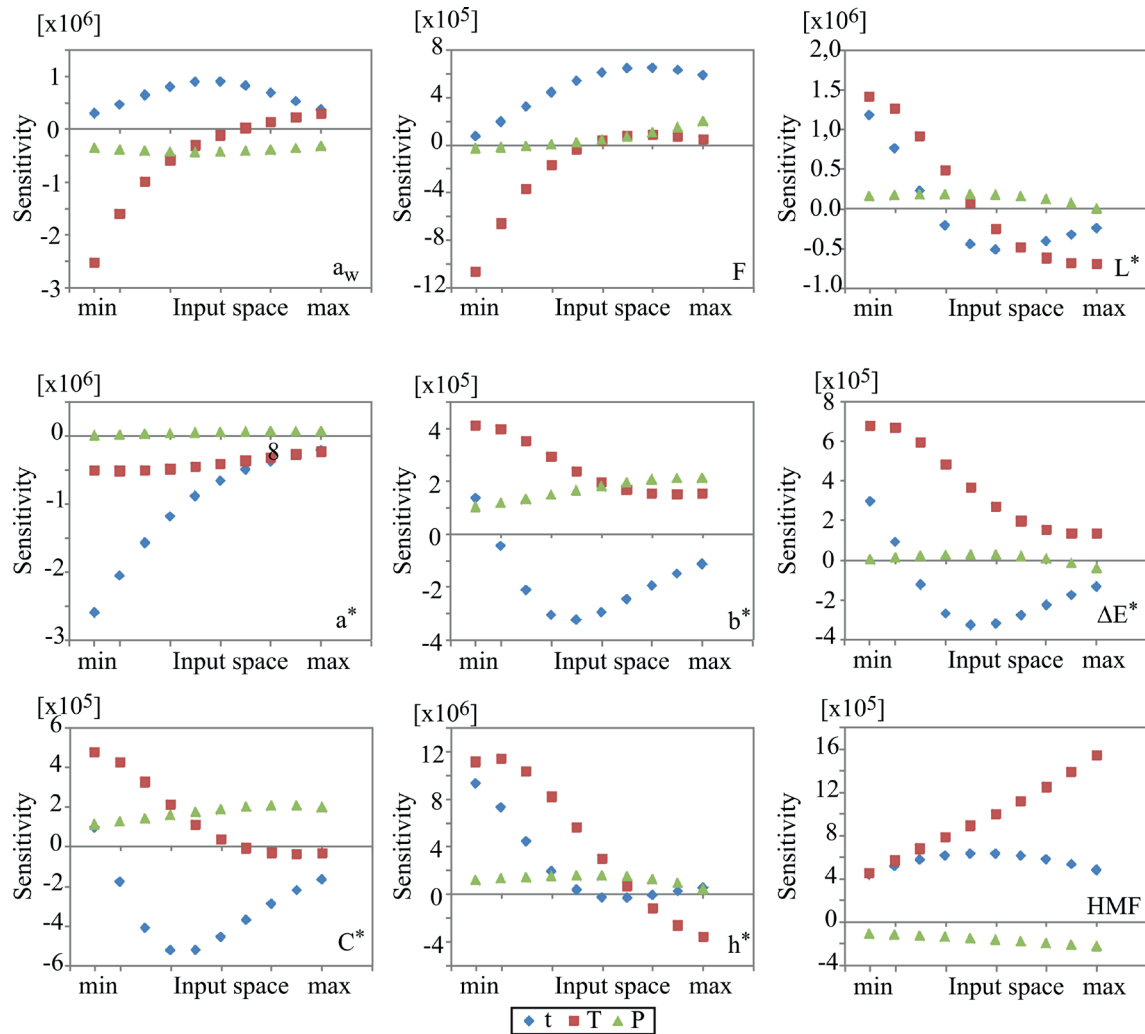 [x10⁶]
Sensitivity
1
0
-1
-2
-3
a_w
min Input space max
[x10⁵]
Sensitivity
8
4
0
-4
-8
-12
F
min Input space max
[x10⁶]
Sensitivity
2,0
1.5
1.0
0.5
0.0
-0.5
-1.0
L*
min Input space max
[x10⁶]
Sensitivity
0
-1
-2
-3
8
a*
min Input space max
[x10⁵]
Sensitivity
4
2
0
-2
-4
b*
min Input space max
[x10⁵]
Sensitivity
8
6
4
2
0
-2
-4
ΔE*
min Input space max
[x10⁵]
Sensitivity
6
4
2
0
-2
-4
-6
C*
min Input space max
[x10⁶]
Sensitivity
12
8
4
0
-4
-6
h*
min Input space max
[x10⁵]
Sensitivity
16
12
8
4
0
-4
HMF
min Input space max
t T P